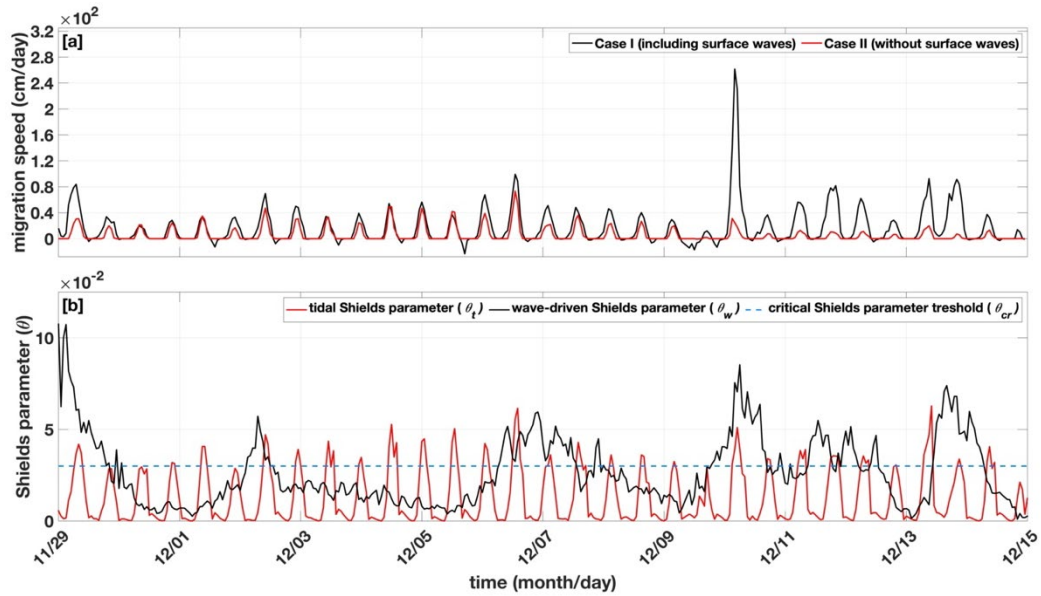 ×10²
[a]
Case I (including surface waves) Case II (without surface waves)
3.2
2.8
2.4
2
1.6
1.2
0.8
0.4
0
migration speed (cm/day)
×10⁻²
[b]
tidal Shields parameter (θt) wave-driven Shields parameter (θw) critical Shields parameter treshold (θcr)
10
5
0
Shields parameter (θ)
11/29 12/01 12/03 12/05 12/07 12/09 12/11 12/13 12/15
time (month/day)